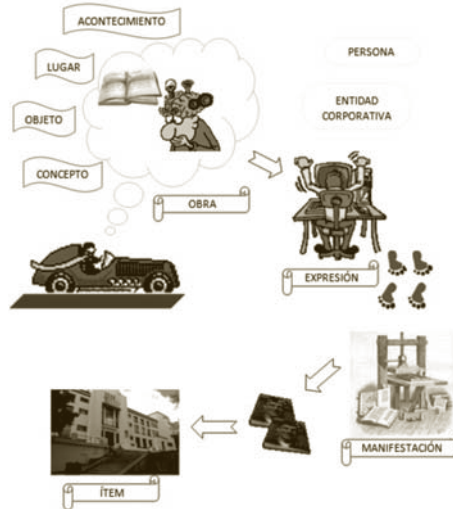 ACONTECIMIENTO
LUGAR
OBJETO
CONCEPTO
PERSONA
ENTIDAD
CORPORATIVA
OBRA
EXPRESIÓN
MANIFESTACIÓN
ÍTEM